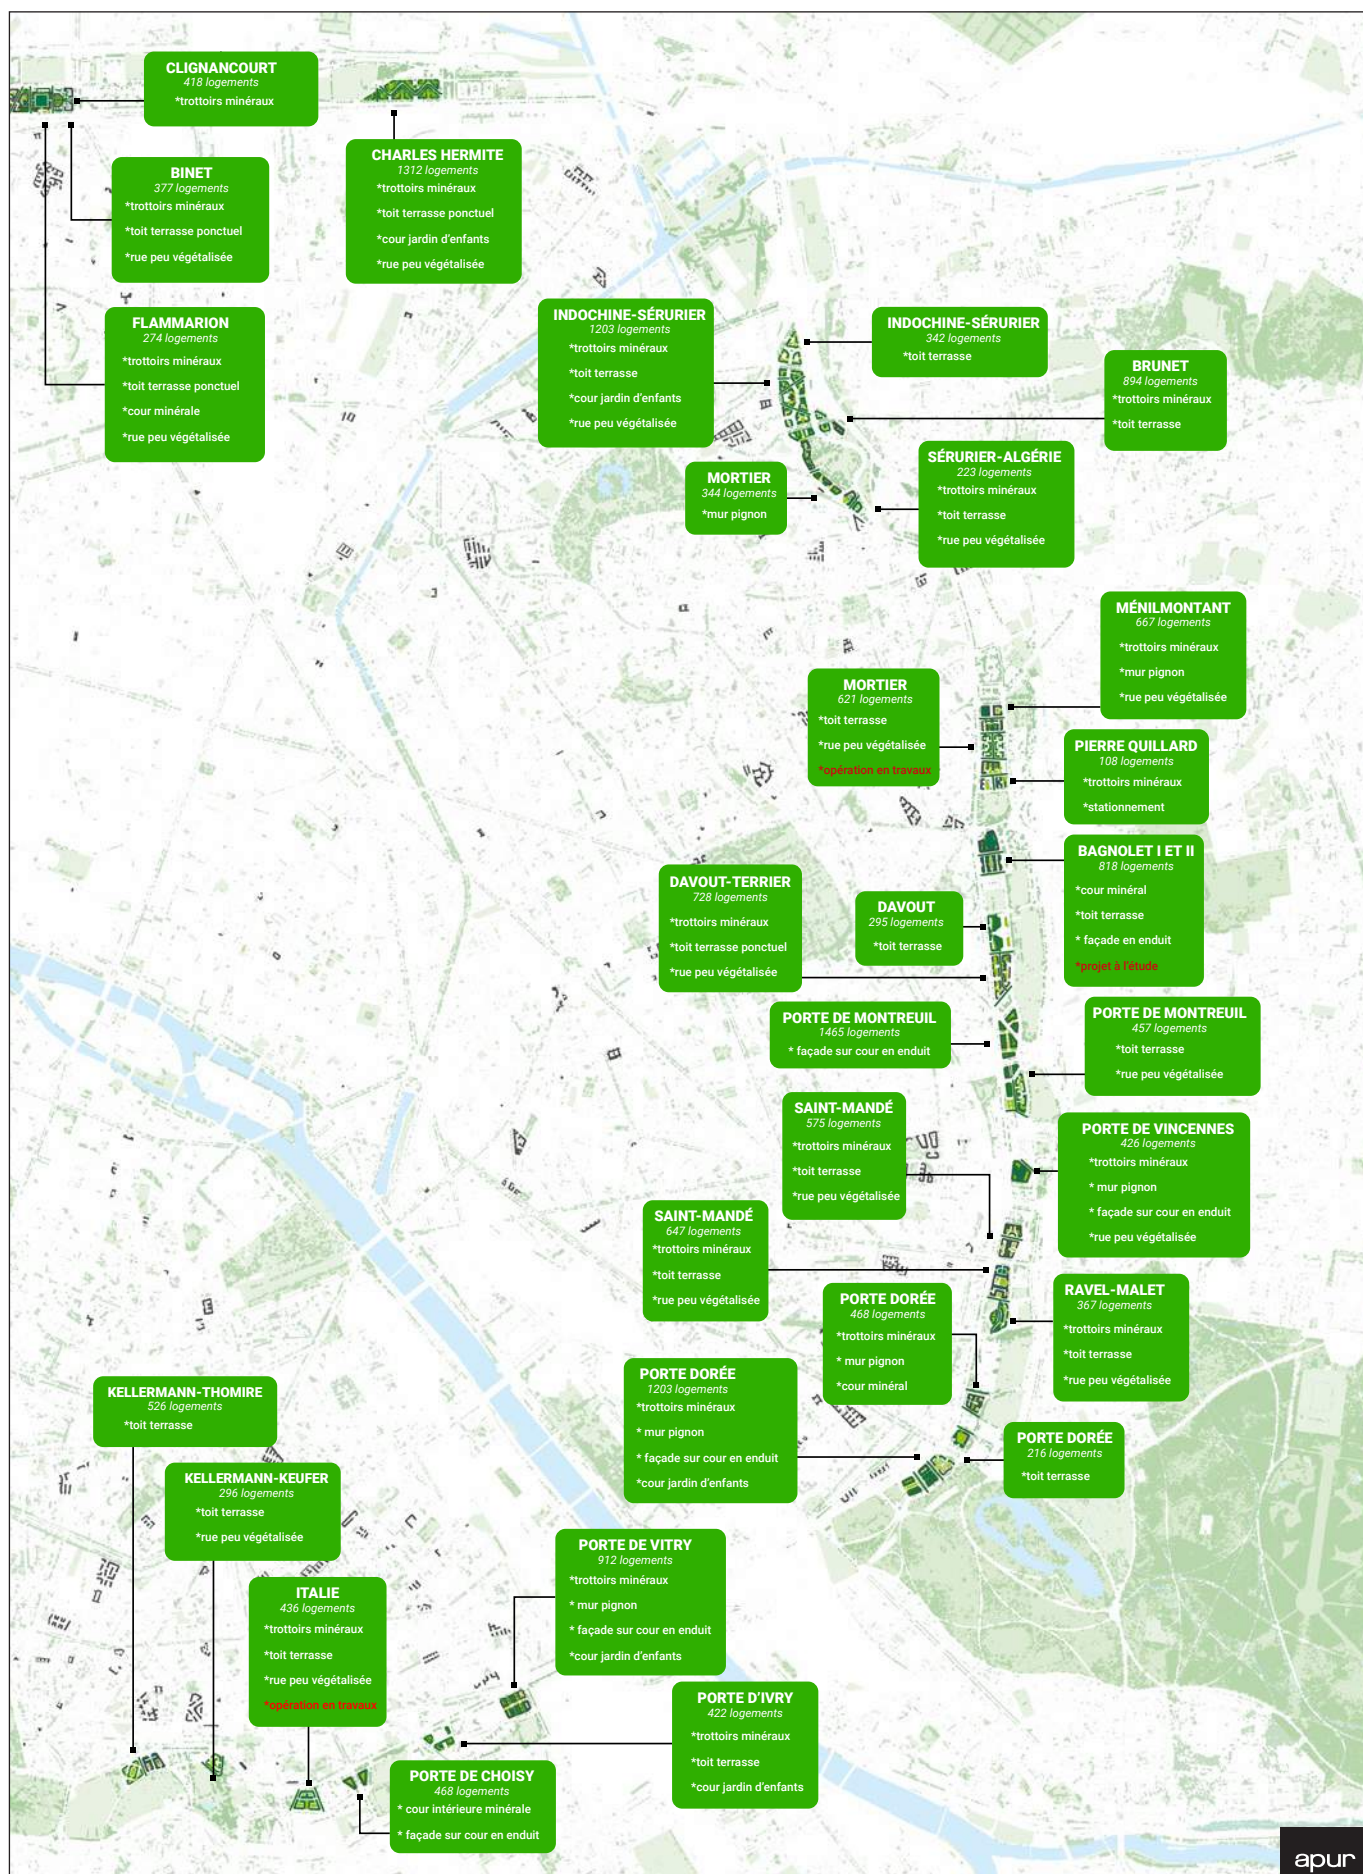 CLIGNANCOURT
418 logements
*trottoirs minéraux
CHARLES HERMITE
1312 logements
*trottoirs minéraux
*toit terrasse ponctuel
*cour jardin d'enfants
*rue peu végétalisée
BINET
377 logements
*trottoirs minéraux
*toit terrasse ponctuel
*rue peu végétalisée
FLAMMARION
274 logements
*trottoirs minéraux
*toit terrasse ponctuel
*cour minérale
*rue peu végétalisée
INDOCHINE-SÉRURIER
1203 logements
*trottoirs minéraux
*toit terrasse
*cour jardin d'enfants
*rue peu végétalisée
INDOCHINE-SÉRURIER
342 logements
*toit terrasse
BRUNET
894 logements
*trottoirs minéraux
*toit terrasse
SÉRURIER-ALGÉRIE
223 logements
*trottoirs minéraux
*toit terrasse
*rue peu végétalisée
MORTIER
344 logements
*mur pignon
MÉNILMONTANT
667 logements
*trottoirs minéraux
*mur pignon
*rue peu végétalisée
MORTIER
621 logements
*toit terrasse
*rue peu végétalisée
*opération en travaux
PIERRE QUILLARD
108 logements
*trottoirs minéraux
*stationnement
BAGNOLET I ET II
818 logements
*cour minéral
*toit terrasse
* façade en enduit
*projet à l'étude
DAVOUT-TERRIER
728 logements
*trottoirs minéraux
*toit terrasse ponctuel
*rue peu végétalisée
DAVOUT
295 logements
*toit terrasse
PORTE DE MONTREUIL
1465 logements
* façade sur cour en enduit
PORTE DE MONTREUIL
457 logements
*toit terrasse
*rue peu végétalisée
SAINT-MANDÉ
575 logements
*trottoirs minéraux
*toit terrasse
*rue peu végétalisée
PORTE DE VINCENNES
426 logements
*trottoirs minéraux
* mur pignon
* façade sur cour en enduit
*rue peu végétalisée
SAINT-MANDÉ
647 logements
*trottoirs minéraux
*toit terrasse
*rue peu végétalisée
RAVEL-MALET
367 logements
*trottoirs minéraux
*toit terrasse
*rue peu végétalisée
PORTE DORÉE
468 logements
*trottoirs minéraux
* mur pignon
*cour minéral
PORTE DORÉE
1203 logements
*trottoirs minéraux
* mur pignon
* façade sur cour en enduit
*cour jardin d'enfants
PORTE DORÉE
216 logements
*toit terrasse
KELLERMANN-THOMIRE
526 logements
*toit terrasse
KELLERMANN-KEUFER
296 logements
*toit terrasse
*rue peu végétalisée
ITALIE
436 logements
*trottoirs minéraux
*toit terrasse
*rue peu végétalisée
*opération en travaux
PORTE DE VITRY
912 logements
*trottoirs minéraux
* mur pignon
* façade sur cour en enduit
*cour jardin d'enfants
PORTE D'IVRY
422 logements
*trottoirs minéraux
*toit terrasse
*cour jardin d'enfants
PORTE DE CHOISY
468 logements
* cour intérieure minérale
* façade sur cour en enduit
apur